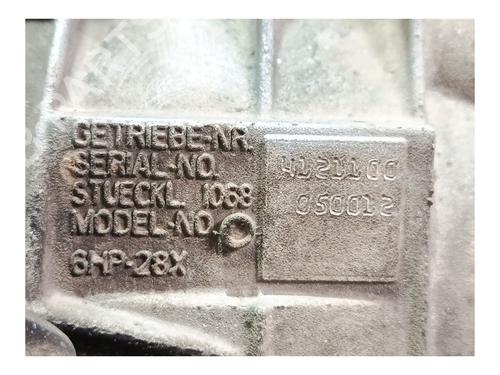 GETRIEBE-NR.
SERIAL-NO. 4121100
STUECKL. 1068 050012
MODEL-NO.
6HP-28X